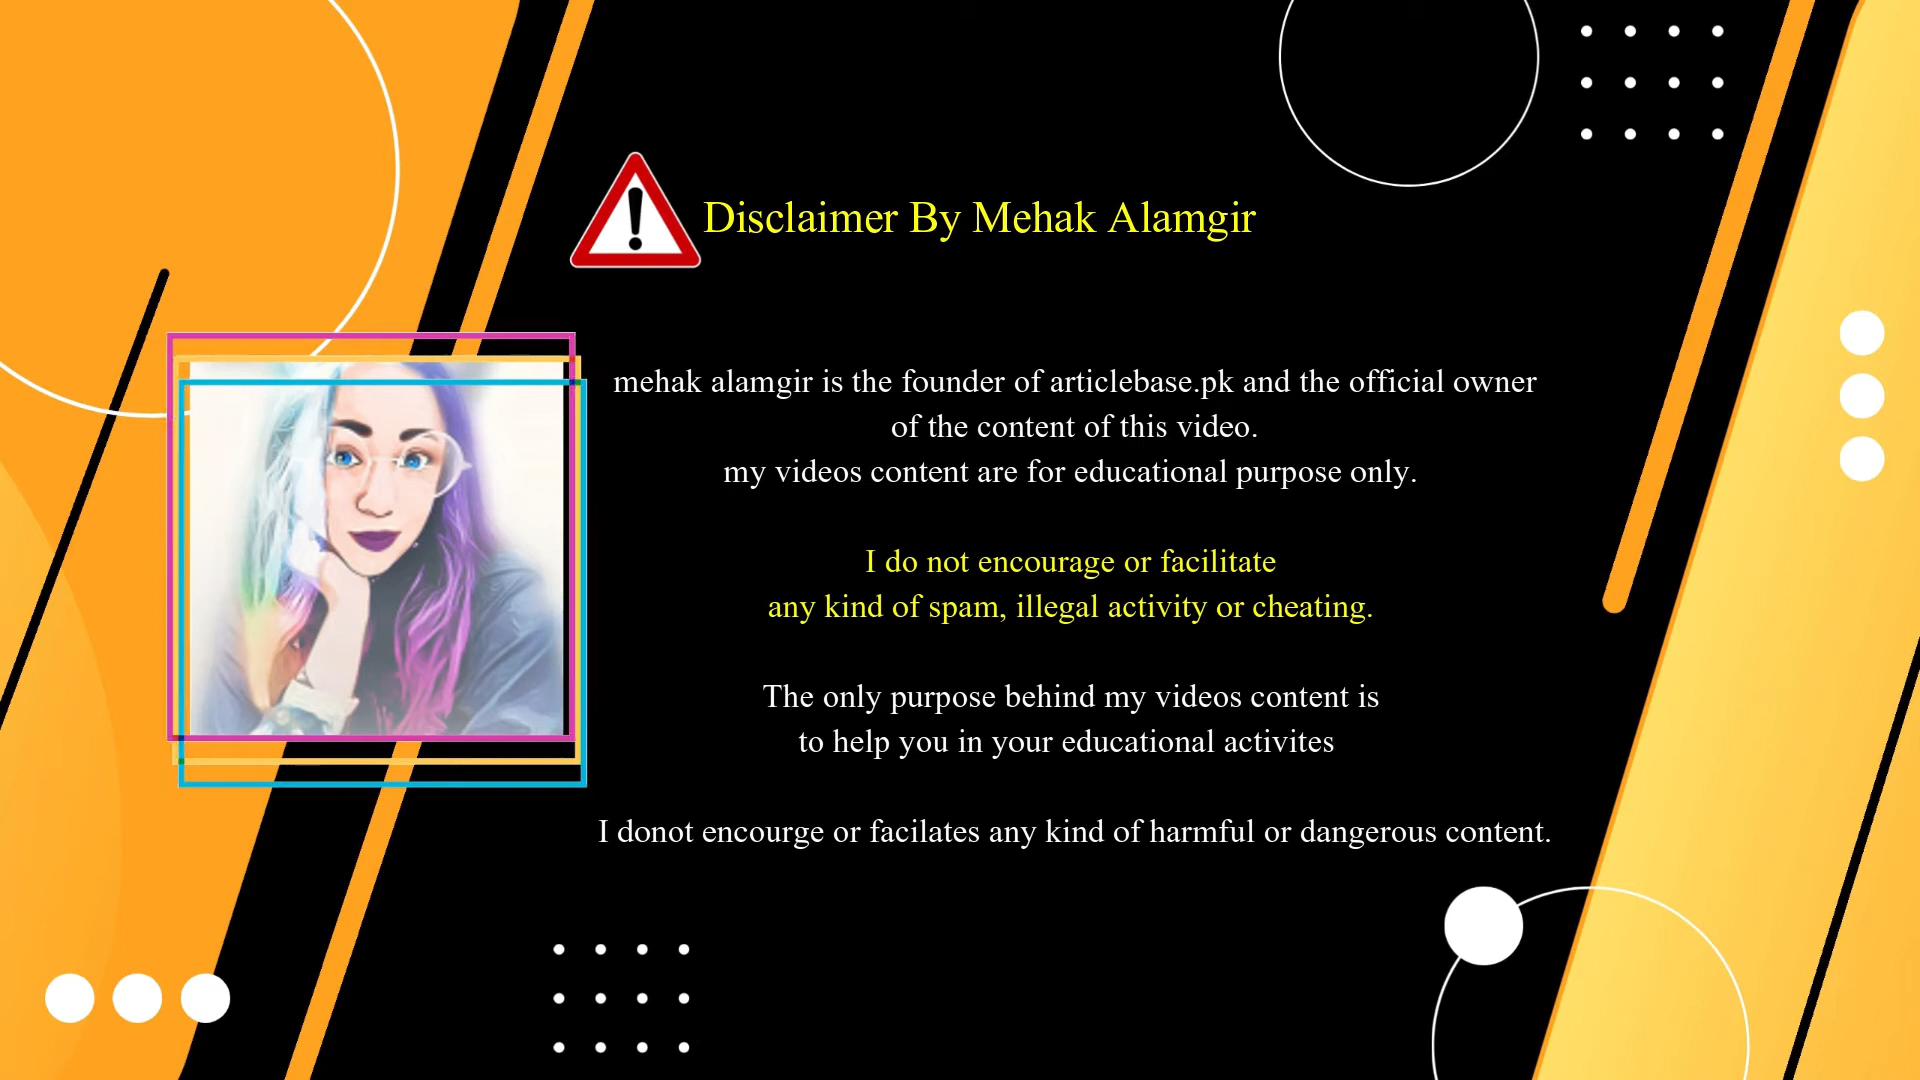 Disclaimer By Mehak Alamgir
mehak alamgir is the founder of articlebase.pk and the official owner
of the content of this video.
my videos content are for educational purpose only.
I do not encourage or facilitate
any kind of spam, illegal activity or cheating.
The only purpose behind my videos content is
to help you in your educational activites
I donot encourge or facilates any kind of harmful or dangerous content.